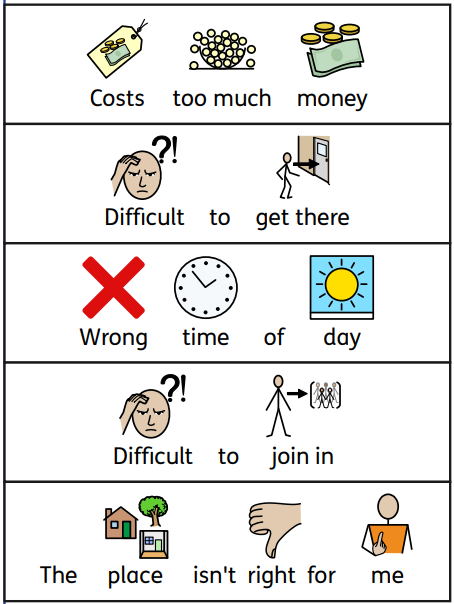 Costs too much money
Difficult to get there
Wrong time of day
Difficult to join in
The place isn't right for me